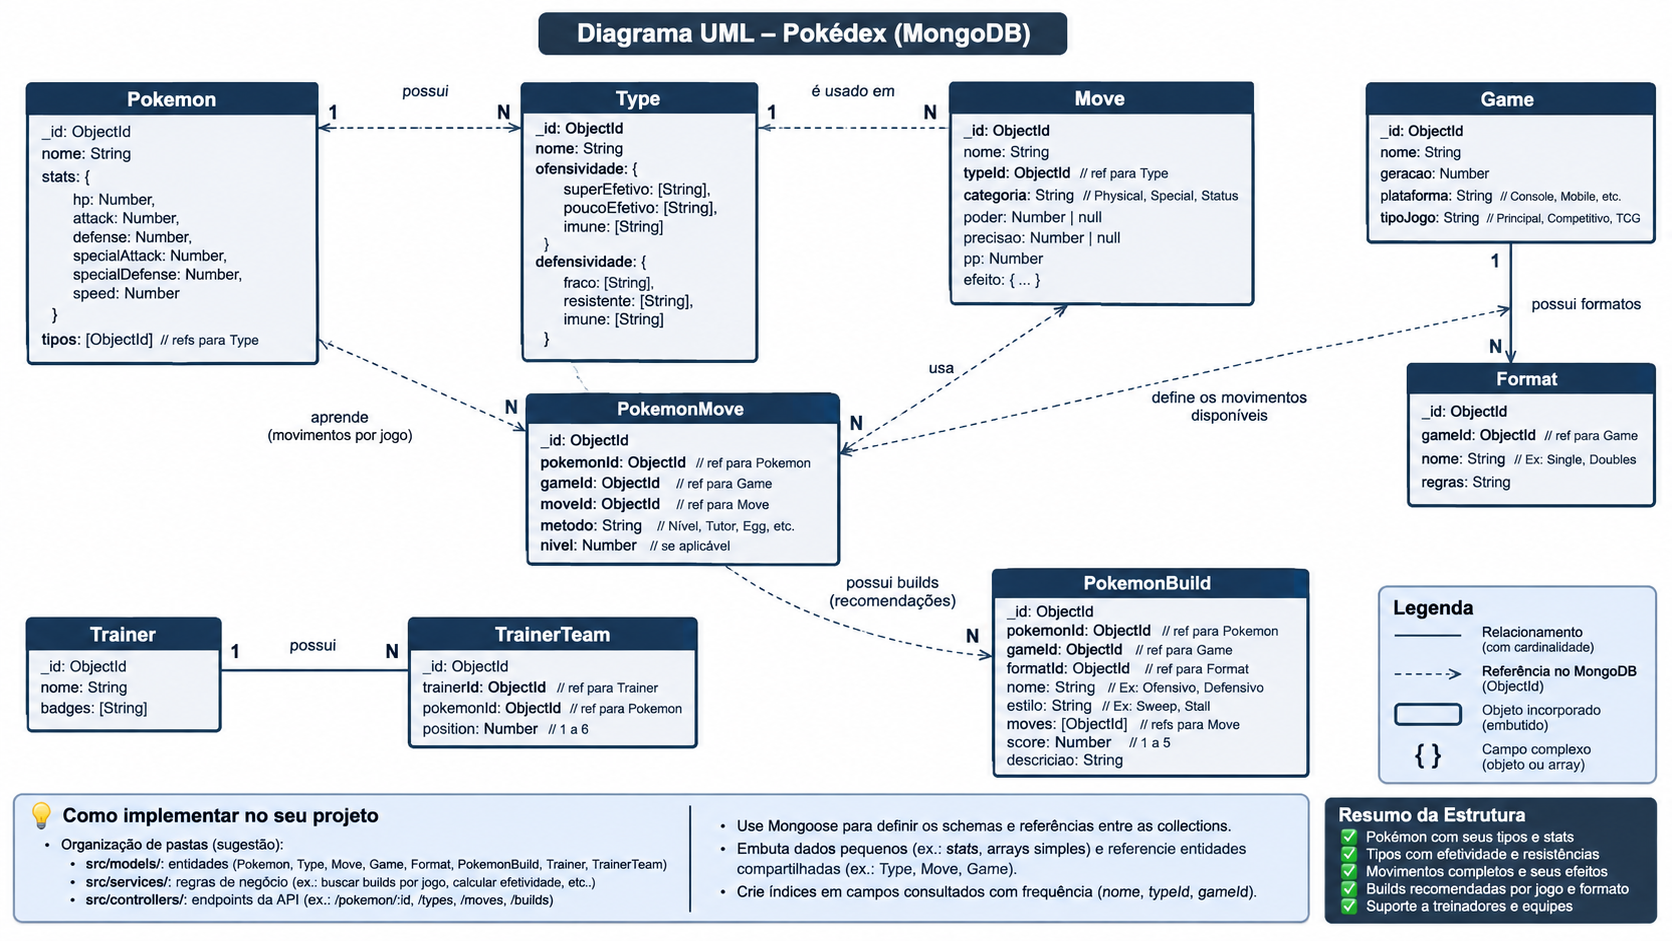 Diagrama UML – Pokédex (MongoDB)
Pokemon
_id: ObjectId
nome: String
stats: {
hp: Number,
attack: Number,
defense: Number,
specialAttack: Number,
specialDefense: Number,
speed: Number
}
tipos: [ObjectId] // refs para Type
possui
1
N
Type
_id: ObjectId
nome: String
ofensividade: {
superEfetivo: [String],
poucoEfetivo: [String],
imune: [String]
}
defensividade: {
fraco: [String],
resistente: [String],
imune: [String]
}
é usado em
1
N
Move
_id: ObjectId
nome: String
typeId: ObjectId // ref para Type
categoria: String // Physical, Special, Status
poder: Number | null
precisao: Number | null
pp: Number
efeito: { ... }
Game
_id: ObjectId
nome: String
geracao: Number
plataforma: String // Console, Mobile, etc.
tipoJogo: String // Principal, Competitivo, TCG
1
possui formatos
N
Format
_id: ObjectId
gameId: ObjectId // ref para Game
nome: String // Ex: Single, Doubles
regras: String
aprende
(movimentos por jogo)
N
usa
N
define os movimentos
disponíveis
PokemonMove
_id: ObjectId
pokemonId: ObjectId // ref para Pokemon
gameId: ObjectId // ref para Game
moveId: ObjectId // ref para Move
metodo: String // Nível, Tutor, Egg, etc.
nivel: Number // se aplicável
possui builds
(recomendações)
N
PokemonBuild
_id: ObjectId
pokemonId: ObjectId // ref para Pokemon
gameId: ObjectId // ref para Game
formatId: ObjectId // ref para Format
nome: String // Ex: Ofensivo, Defensivo
estilo: String // Ex: Sweep, Stall
moves: [ObjectId] // refs para Move
score: Number // 1 a 5
descriciao: String
Trainer
_id: ObjectId
nome: String
badges: [String]
1
possui
N
TrainerTeam
_id: ObjectId
trainerId: ObjectId // ref para Trainer
pokemonId: ObjectId // ref para Pokemon
position: Number // 1 a 6
Legenda
Relacionamento
(com cardinalidade)
Referência no MongoDB
(ObjectId)
Objeto incorporado
(embutido)
{ }
Campo complexo
(objeto ou array)
Como implementar no seu projeto
• Organização de pastas (sugestão):
• src/models/: entidades (Pokemon, Type, Move, Game, Format, PokemonBuild, Trainer, TrainerTeam)
• src/services/: regras de negócio (ex.: buscar builds por jogo, calcular efetividade, etc..)
• src/controllers/: endpoints da API (ex.: /pokemon/:id, /types, /moves, /builds)
• Use Mongoose para definir os schemas e referências entre as collections.
• Embuta dados pequenos (ex.: stats, arrays simples) e referencie entidades
compartilhadas (ex.: Type, Move, Game).
• Crie índices em campos consultados com frequência (nome, typeId, gameId).
Resumo da Estrutura
✅ Pokémon com seus tipos e stats
✅ Tipos com efetividade e resistências
✅ Movimentos completos e seus efeitos
✅ Builds recomendadas por jogo e formato
✅ Suporte a treinadores e equipes